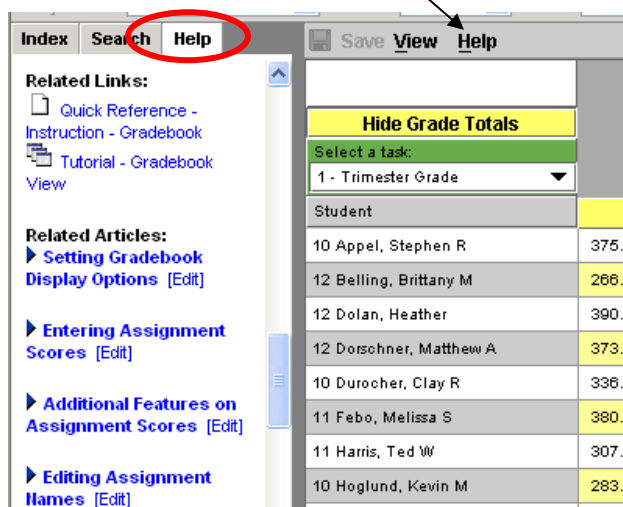 Index Search Help
Related Links:
Quick Reference -
Instruction - Gradebook
Tutorial - Gradebook
View
Related Articles:
Setting Gradebook
Display Options [Edit]
Entering Assignment
Scores [Edit]
Additional Features on
Assignment Scores [Edit]
Editing Assignment
Names [Edit]
Save View Help
Hide Grade Totals
Select a task:
1 - Trimester Grade
Student
10 Appel, Stephen R 375.
12 Belling, Brittany M 266.
12 Dolan, Heather 390.
12 Dorschner, Matthew A 373.
10 Durocher, Clay R 336.
11 Febo, Melissa S 380.
11 Harris, Ted W 307.
10 Hoglund, Kevin M 283.